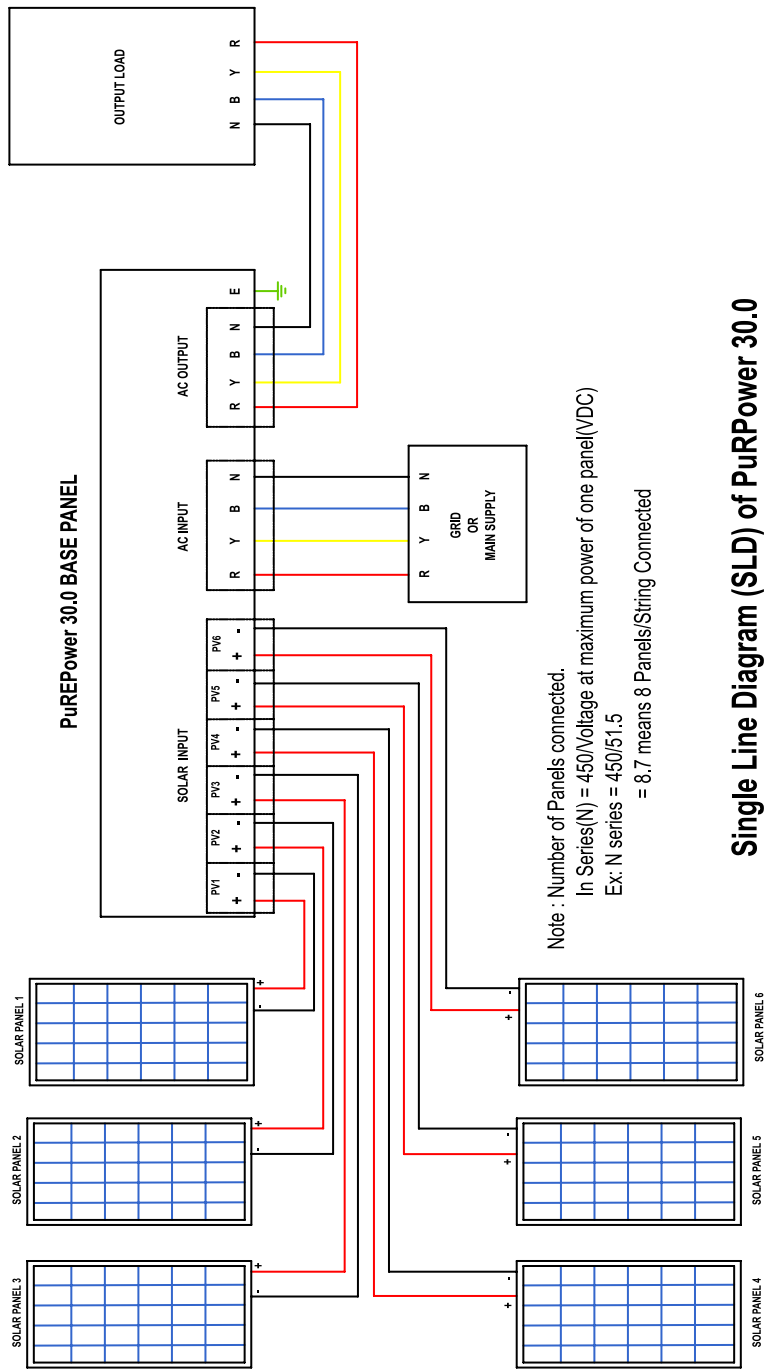 PuREPower 30.0 BASE PANEL
SOLAR INPUT
AC INPUT
AC OUTPUT
PV1 PV2 PV3 PV4 PV5 PV6
+ - + - + - + - + - + -
R Y B N
R Y B N
E
OUTPUT LOAD
N B Y R
R Y B N
GRID
OR
MAIN SUPPLY
SOLAR PANEL 3
- +
SOLAR PANEL 2
- +
SOLAR PANEL 1
- +
+ -
SOLAR PANEL 4
+ -
SOLAR PANEL 5
+ -
SOLAR PANEL 6
Note : Number of Panels connected.
In Series(N) = 450/Voltage at maximum power of one panel(VDC)
Ex: N series = 450/51.5
= 8.7 means 8 Panels/String Connected
Single Line Diagram (SLD) of PuRPower 30.0